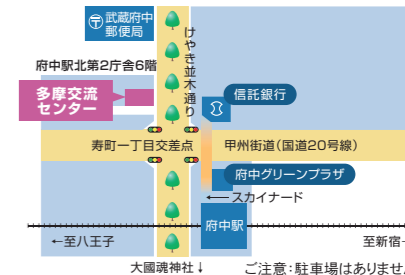 武蔵府中
郵便局
けやき並木通り
府中駅北第2庁舎6階
多摩交流
センター
信託銀行
寿町一丁目交差点
甲州街道(国道20号線)
府中グリーンプラザ
←スカイナード
府中駅
←至八王子
至新宿→
大國魂神社↓
ご注意:駐車場はありません